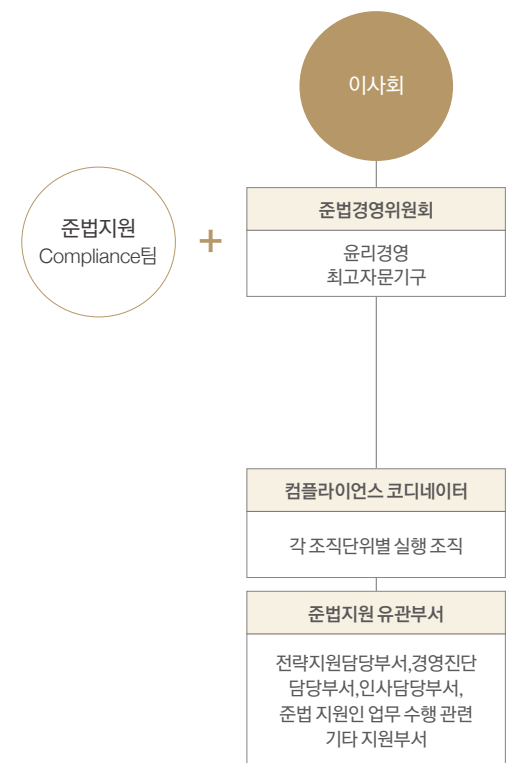 이사회
준법지원
Compliance팀
+
준법경영위원회
윤리경영
최고자문기구
컴플라이언스 코디네이터
각 조직단위별 실행 조직
준법지원 유관부서
전략지원담당부서,경영진단
담당부서,인사담당부서,
준법 지원인 업무 수행 관련
기타 지원부서